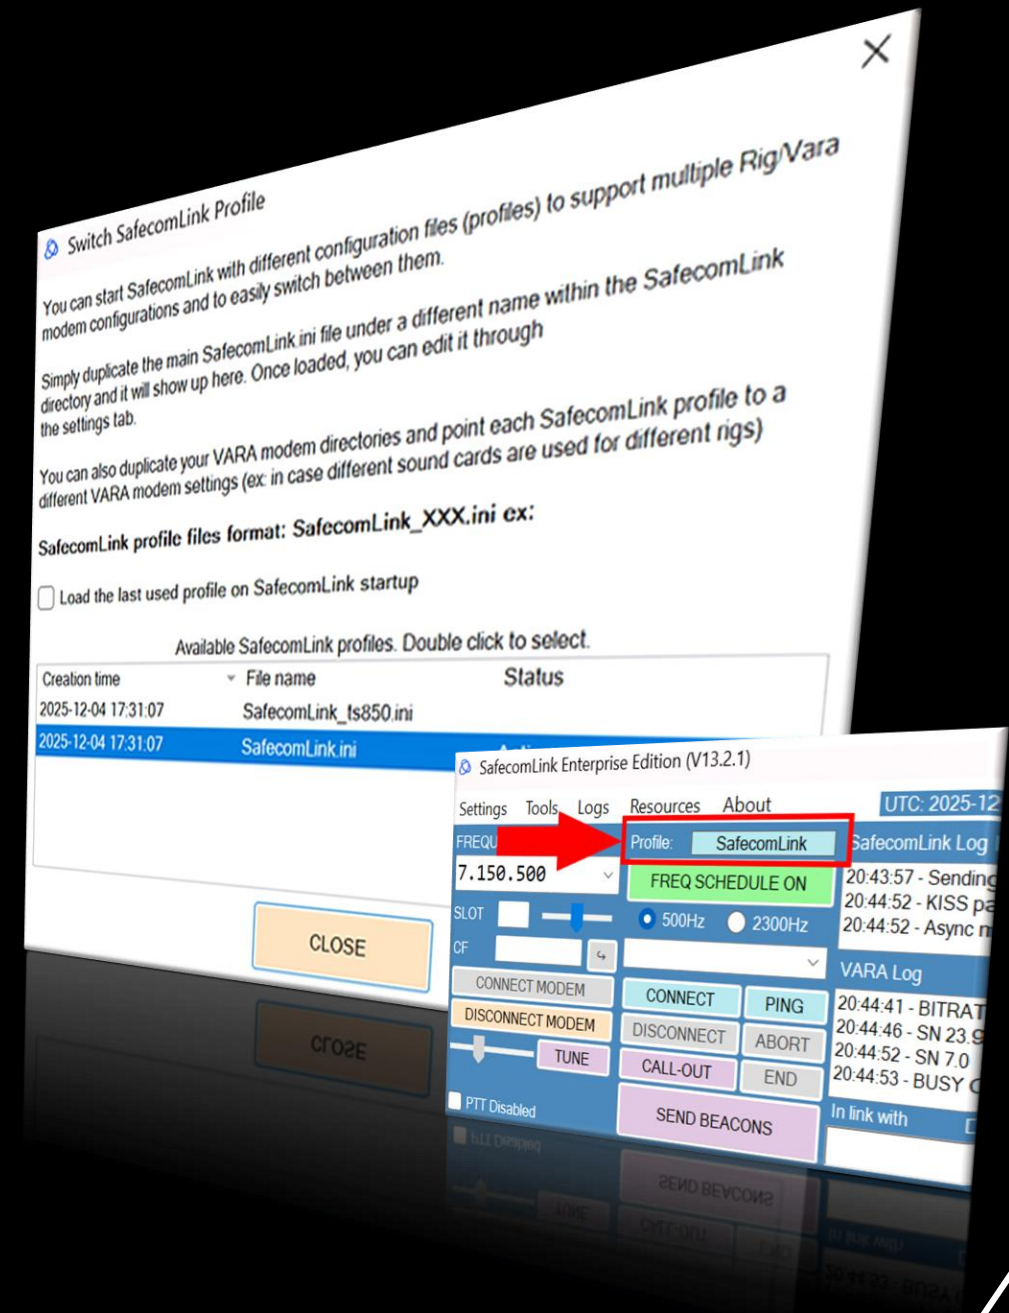 Switch SafecomLink Profile
You can start SafecomLink with different configuration files (profiles) to support multiple Rig/Vara
modem configurations and to easily switch between them.
Simply duplicate the main SafecomLink.ini file under a different name within the SafecomLink
directory and it will show up here. Once loaded, you can edit it through
the settings tab.
You can also duplicate your VARA modem directories and point each SafecomLink profile to a
different VARA modem settings (ex: in case different sound cards are used for different rigs)
SafecomLink profile files format: SafecomLink_XXX.ini ex:
Load the last used profile on SafecomLink startup
Available SafecomLink profiles. Double click to select.
Creation time File name Status
2025-12-04 17:31:07 SafecomLink_ts850.ini
2025-12-04 17:31:07 SafecomLink.ini
CLOSE
SafecomLink Enterprise Edition (V13.2.1)
Settings Tools Logs Resources About
UTC: 2025-12
FREQU
Profile: SafecomLink
SafecomLink Log
7.150.500
FREQ SCHEDULE ON
20:43:57 - Sending
20:44:52 - KISS pa
20:44:52 - Async m
SLOT
500Hz 2300Hz
CF
VARA Log
CONNECT MODEM
CONNECT PING
20:44:41 - BITRAT
DISCONNECT MODEM
DISCONNECT ABORT
20:44:46 - SN 23.9
TUNE
CALL-OUT END
20:44:52 - SN 7.0
20:44:53 - BUSY
PTT Disabled
SEND BEACONS
In link with